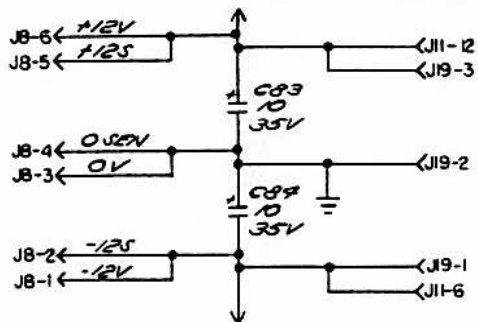 J8-6 +12V
J8-5 +12S
J11-12
J19-3
+ C83
10
35V
J8-4 0 SEN
J8-3 0V
J19-2
+ C84
10
35V
J8-2 -12S
J8-1 -12V
J19-1
J11-6